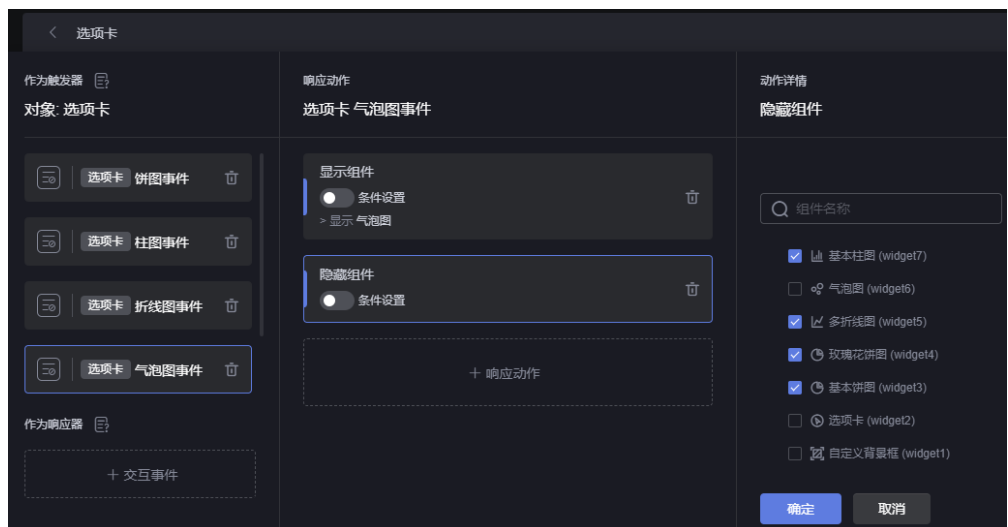 选项卡
作为触发器
对象: 选项卡
选项卡 饼图事件
选项卡 柱图事件
选项卡 折线图事件
选项卡 气泡图事件
作为响应器
+ 交互事件
响应动作
选项卡 气泡图事件
显示组件
条件设置
> 显示 气泡图
隐藏组件
条件设置
+ 响应动作
动作详情
隐藏组件
组件名称
基本柱图 (widget7)
气泡图 (widget6)
多折线图 (widget5)
玫瑰花饼图 (widget4)
基本饼图 (widget3)
选项卡 (widget2)
自定义背景框 (widget1)
确定 取消